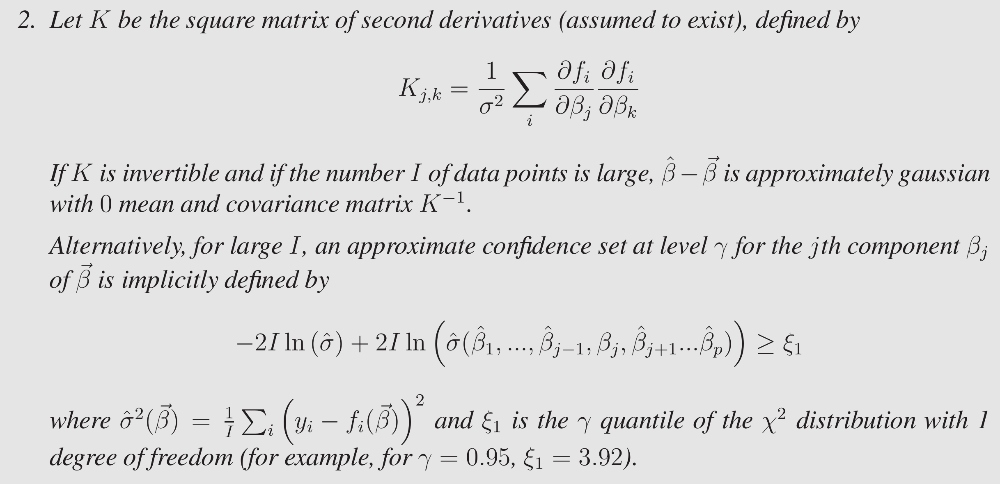 2. Let K be the square matrix of second derivatives (assumed to exist), defined by
$K_{j,k} = \frac{1}{\sigma^2} \sum_i \frac{\partial f_i}{\partial \beta_j} \frac{\partial f_i}{\partial \beta_k}$
If $K$ is invertible and if the number $I$ of data points is large, $\hat{\beta} - \vec{\beta}$ is approximately gaussian
with 0 mean and covariance matrix $K^{-1}$.
Alternatively, for large $I$, an approximate confidence set at level $\gamma$ for the $j$th component $\beta_j$
of $\vec{\beta}$ is implicitly defined by
$-2I \ln(\hat{\sigma}) + 2I \ln\left(\hat{\sigma}(\hat{\beta}_1, ..., \hat{\beta}_{j-1}, \beta_j, \hat{\beta}_{j+1}...\hat{\beta}_p)\right) \geq \xi_1$
where $\hat{\sigma}^2(\vec{\beta}) = \frac{1}{I} \sum_i \left(y_i - f_i(\vec{\beta})\right)^2$ and $\xi_1$ is the $\gamma$ quantile of the $\chi^2$ distribution with 1
degree of freedom (for example, for $\gamma = 0.95$, $\xi_1 = 3.92$).